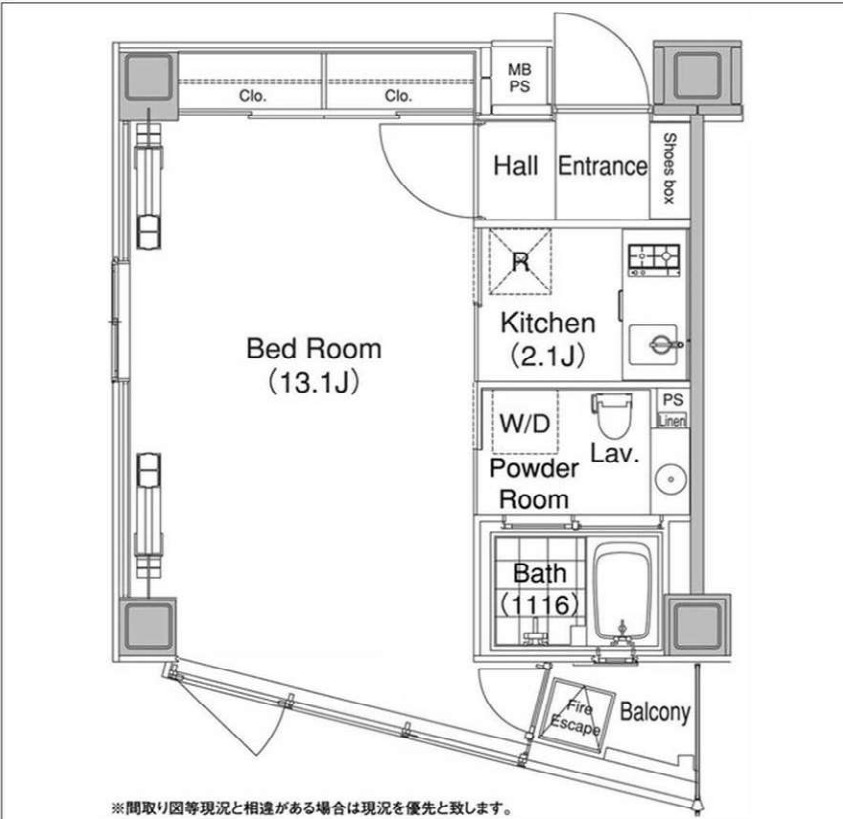 MB
PS
Clo.
Clo.
Hall
Entrance
Shoes box
R
Kitchen
(2.1J)
Bed Room
(13.1J)
W/D
PS
Linen
Lav.
Powder
Room
Bath
(1116)
Fire
Escape
Balcony
※間取り図等現況と相違がある場合は現況を優先と致します。